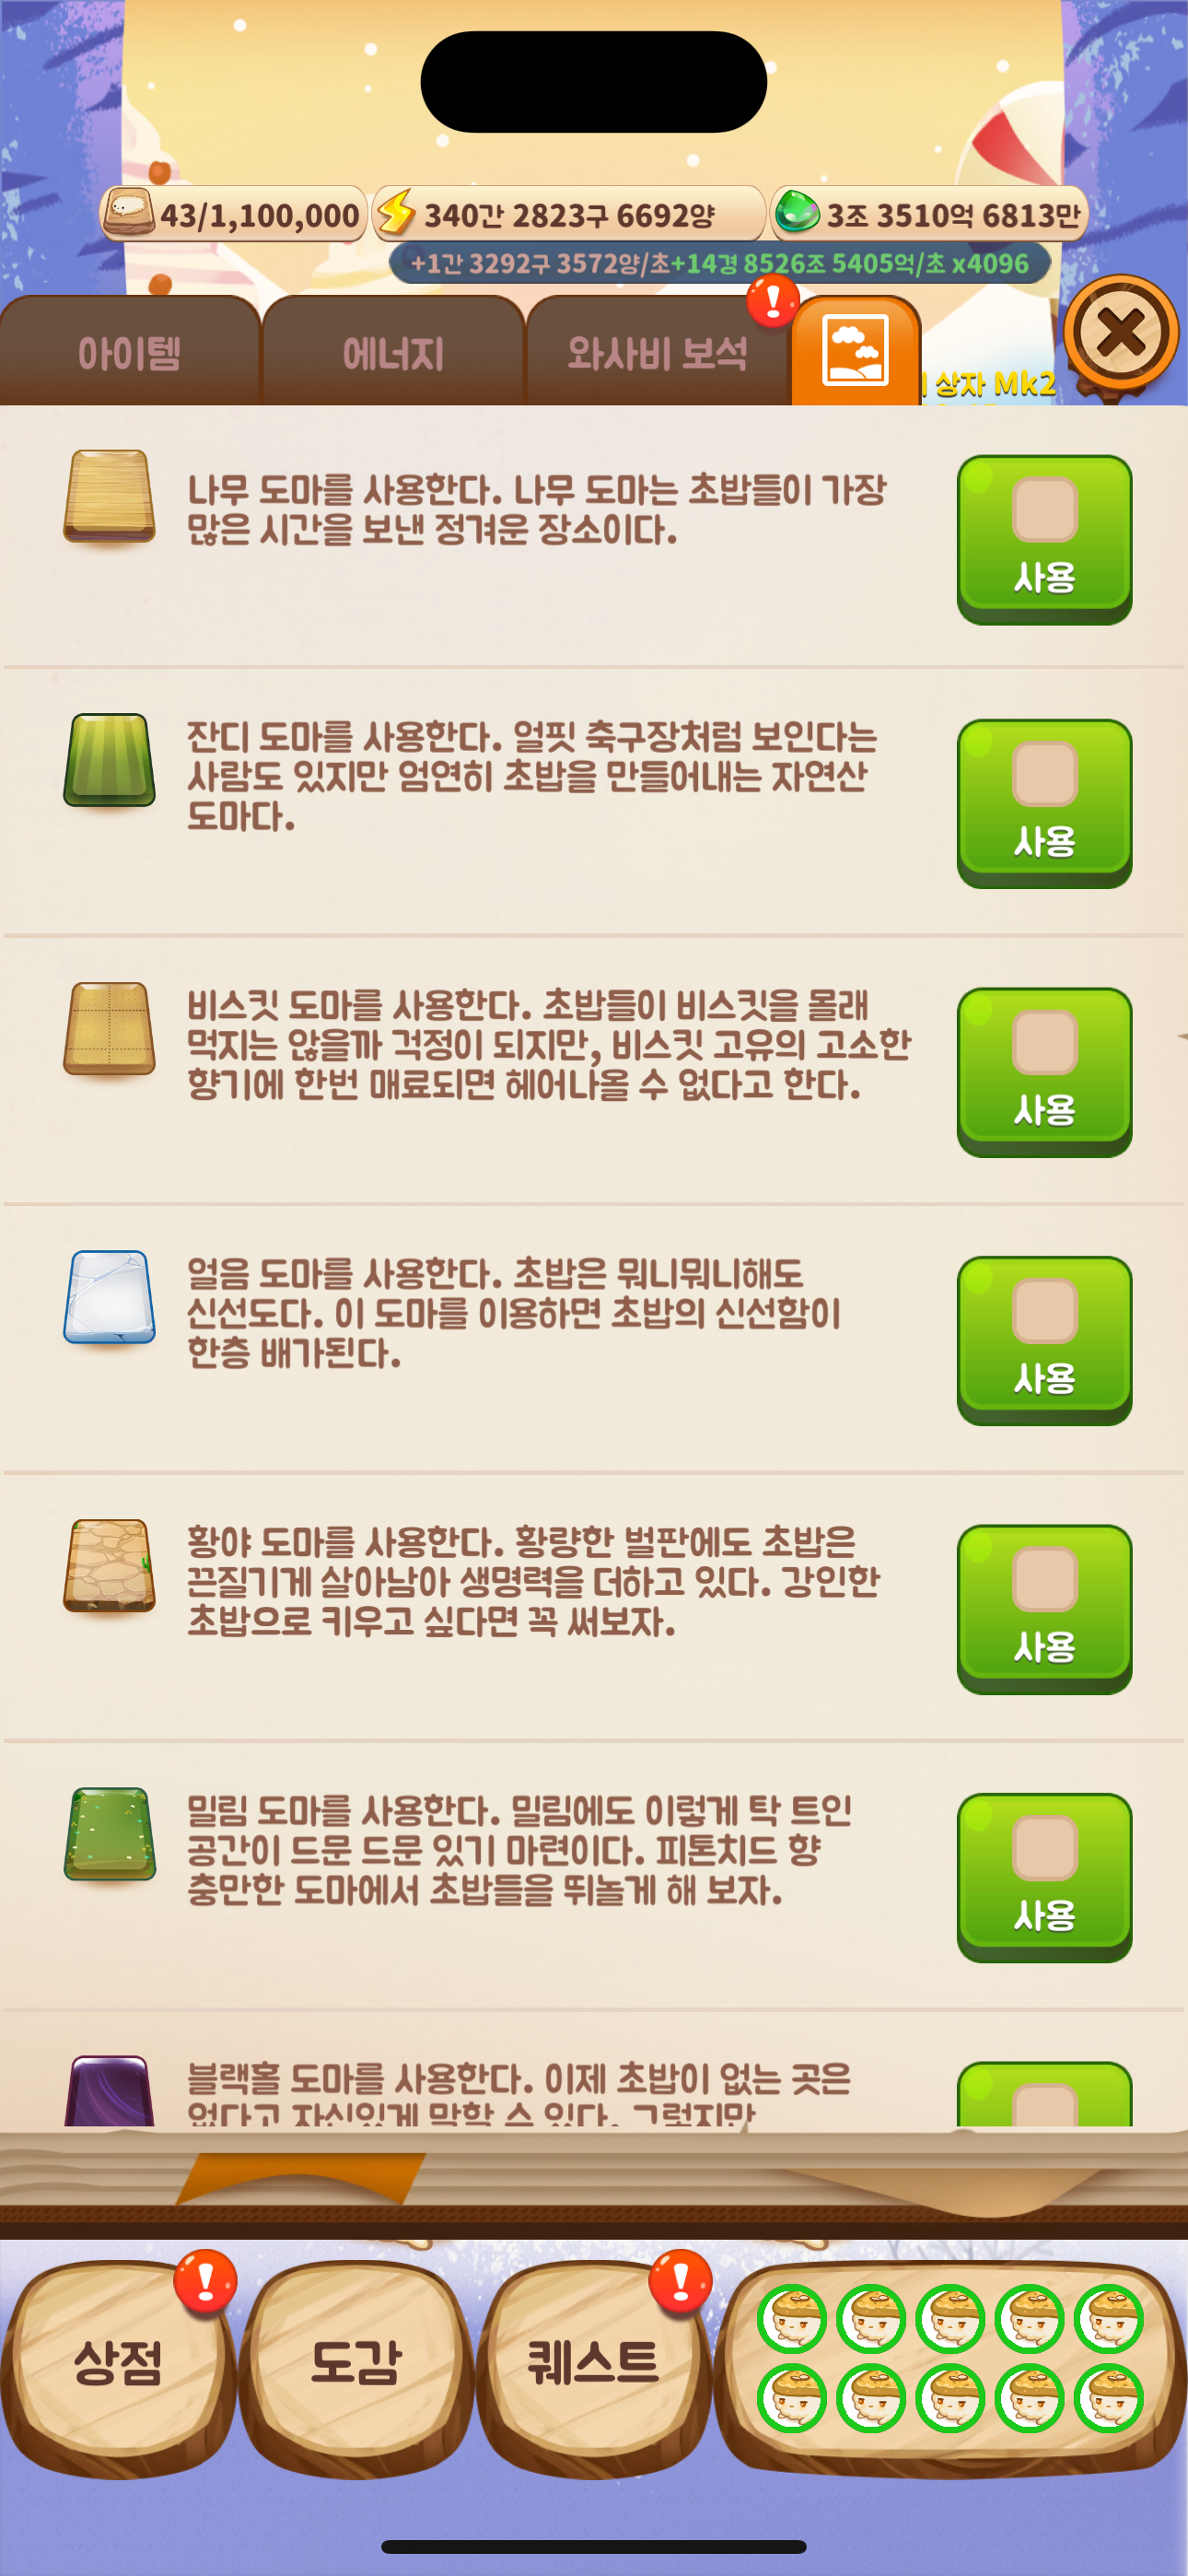 43/1,100,000
340간 2823구 6692양
3조 3510억 6813만
+1간 3292구 3572양/초+14경 8526조 5405억/초 x4096
아이템
에너지
와사비 보석
상자 Mk2
나무 도마를 사용한다. 나무 도마는 초밥들이 가장
많은 시간을 보낸 정겨운 장소이다.
사용
잔디 도마를 사용한다. 얼핏 축구장처럼 보인다는
사람도 있지만 엄연히 초밥을 만들어내는 자연산
도마다.
사용
비스킷 도마를 사용한다. 초밥들이 비스킷을 몰래
먹지는 않을까 걱정이 되지만, 비스킷 고유의 고소한
향기에 한번 매료되면 헤어나올 수 없다고 한다.
사용
얼음 도마를 사용한다. 초밥은 뭐니뭐니해도
신선도다. 이 도마를 이용하면 초밥의 신선함이
한층 배가된다.
사용
황야 도마를 사용한다. 황량한 벌판에도 초밥은
끈질기게 살아남아 생명력을 더하고 있다. 강인한
초밥으로 키우고 싶다면 꼭 써보자.
사용
밀림 도마를 사용한다. 밀림에도 이렇게 탁 트인
공간이 드문 드문 있기 마련이다. 피톤치드 향
충만한 도마에서 초밥들을 뛰놀게 해 보자.
사용
블랙홀 도마를 사용한다. 이제 초밥이 없는 곳은
없다고 자신있게 말할 수 있다. 그렇지만
상점
도감
퀘스트